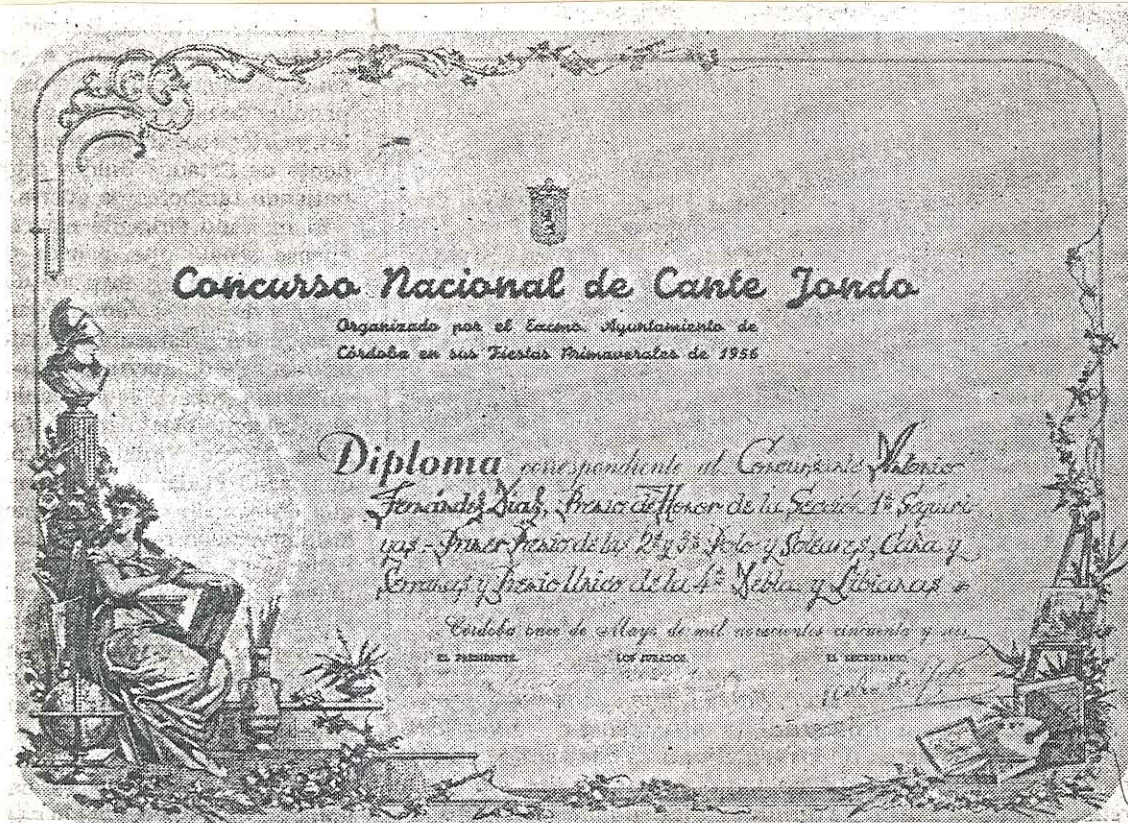 Concurso Nacional de Cante Jondo
Organizado por el Excmo. Ayuntamiento de
Córdoba en sus Fiestas Primaverales de 1956
Diploma correspondiente al Concursante Antonio
Fernández Díaz, Premio de Honor de la Sección 1ª Seguiri-
yas - Primer Premio de las 2ª y 3ª Polo y Soleares, Caña y
Serranas y Premio Unico de la 4ª Debla y
Córdoba once de Mayo de mil novecientos cincuenta y seis
EL PRESIDENTE, LOS JURADOS, EL SECRETARIO,